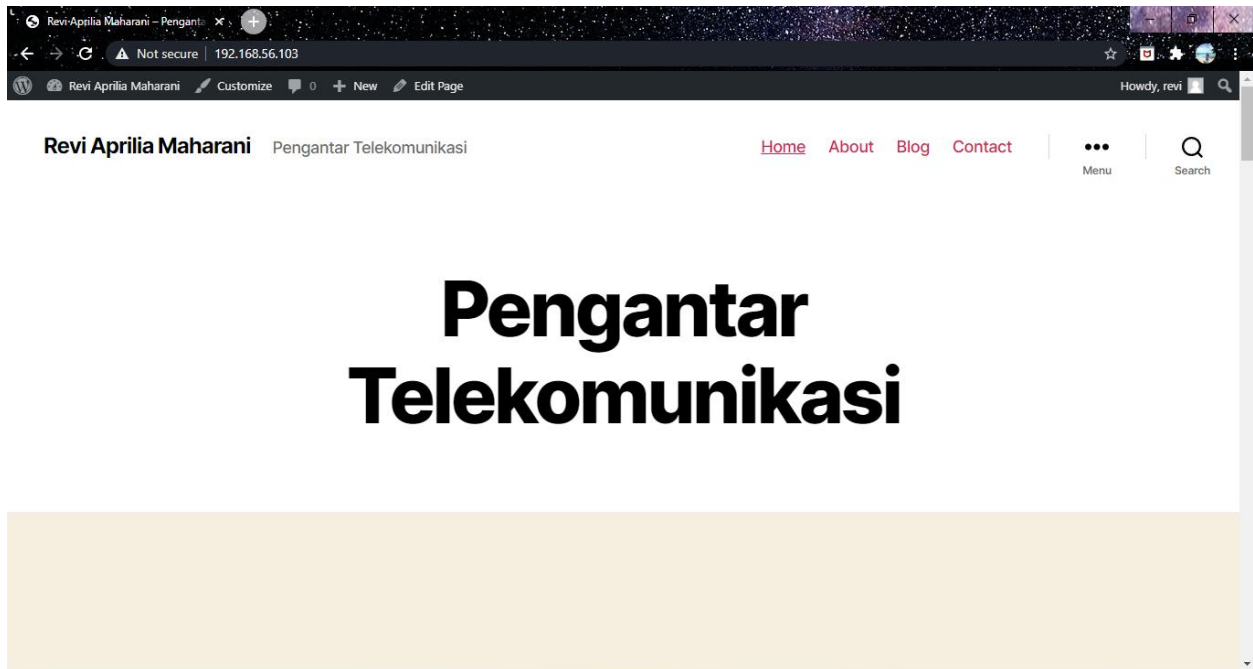 Revi Aprilia Maharani – Penganta
Not secure | 192.168.56.103
Revi Aprilia Maharani Customize 0 New Edit Page Howdy, revi
Revi Aprilia Maharani Pengantar Telekomunikasi Home About Blog Contact
Menu Search
Pengantar
Telekomunikasi